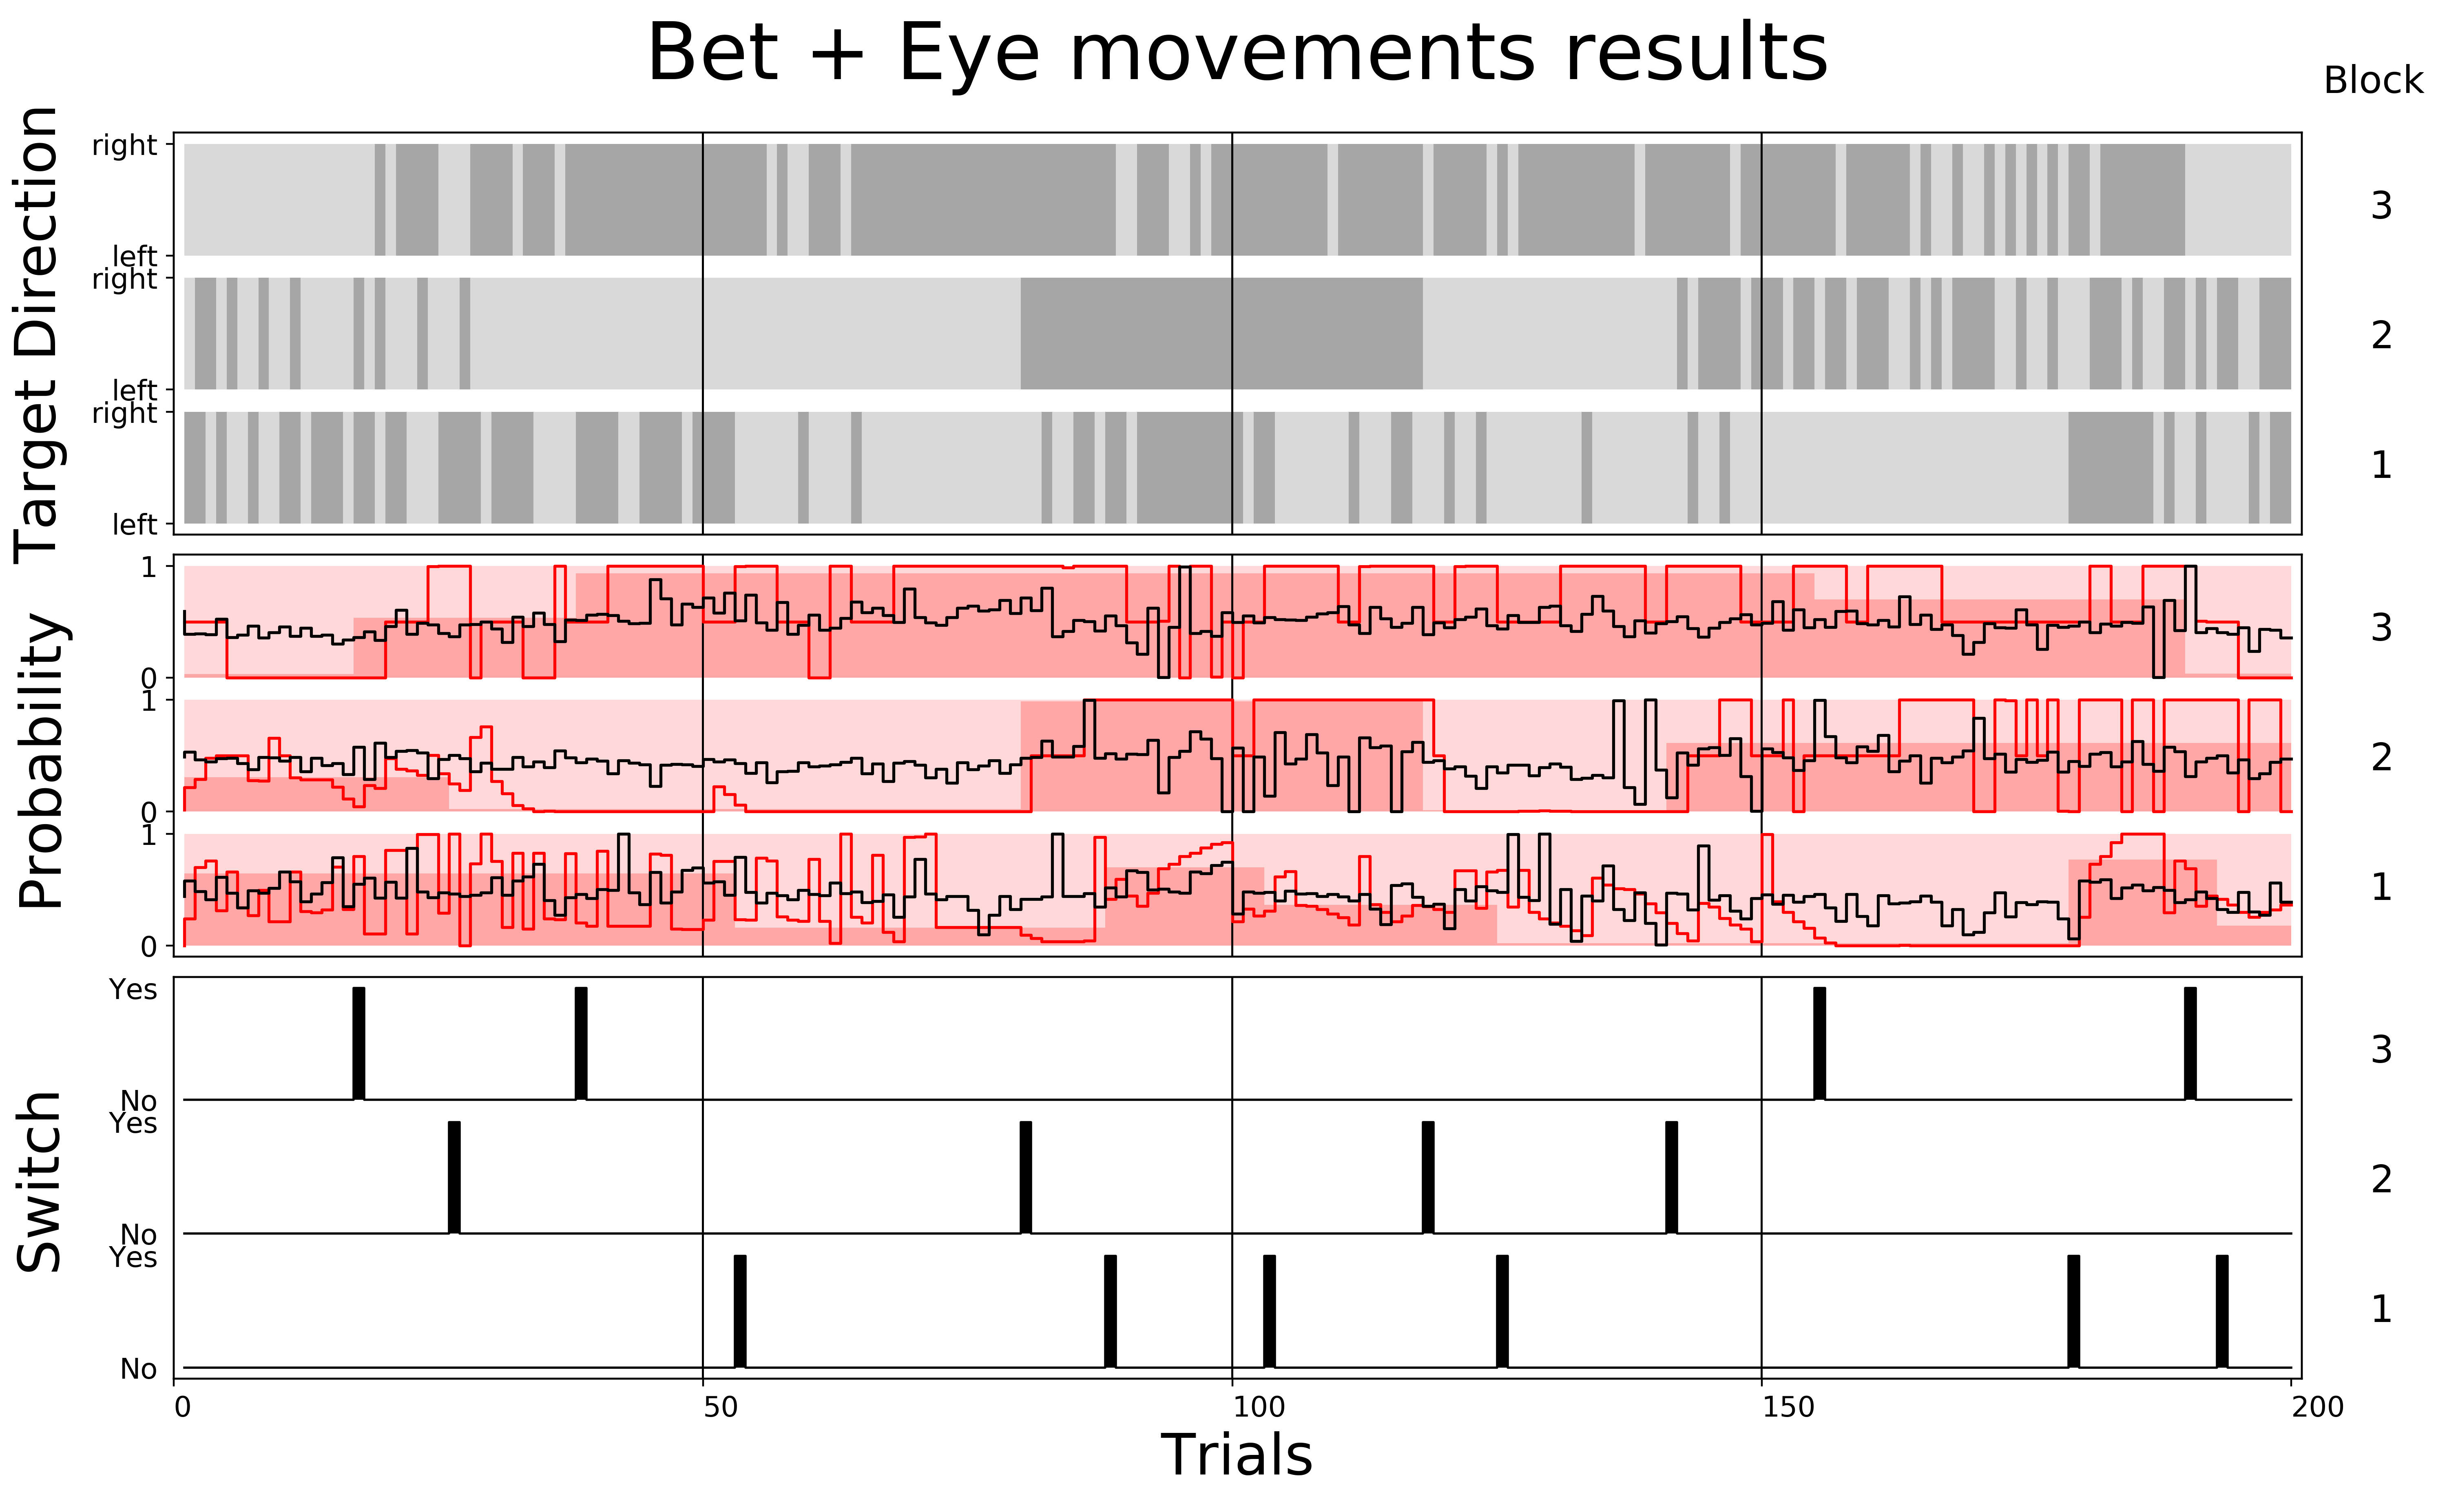 Bet + Eye movements results
Block
Target Direction
right
left
3
right
left
2
right
left
1
Probability
1
0
3
1
0
2
1
0
1
Switch
Yes
No
3
Yes
No
2
Yes
No
1
0 50 100 150 200
Trials